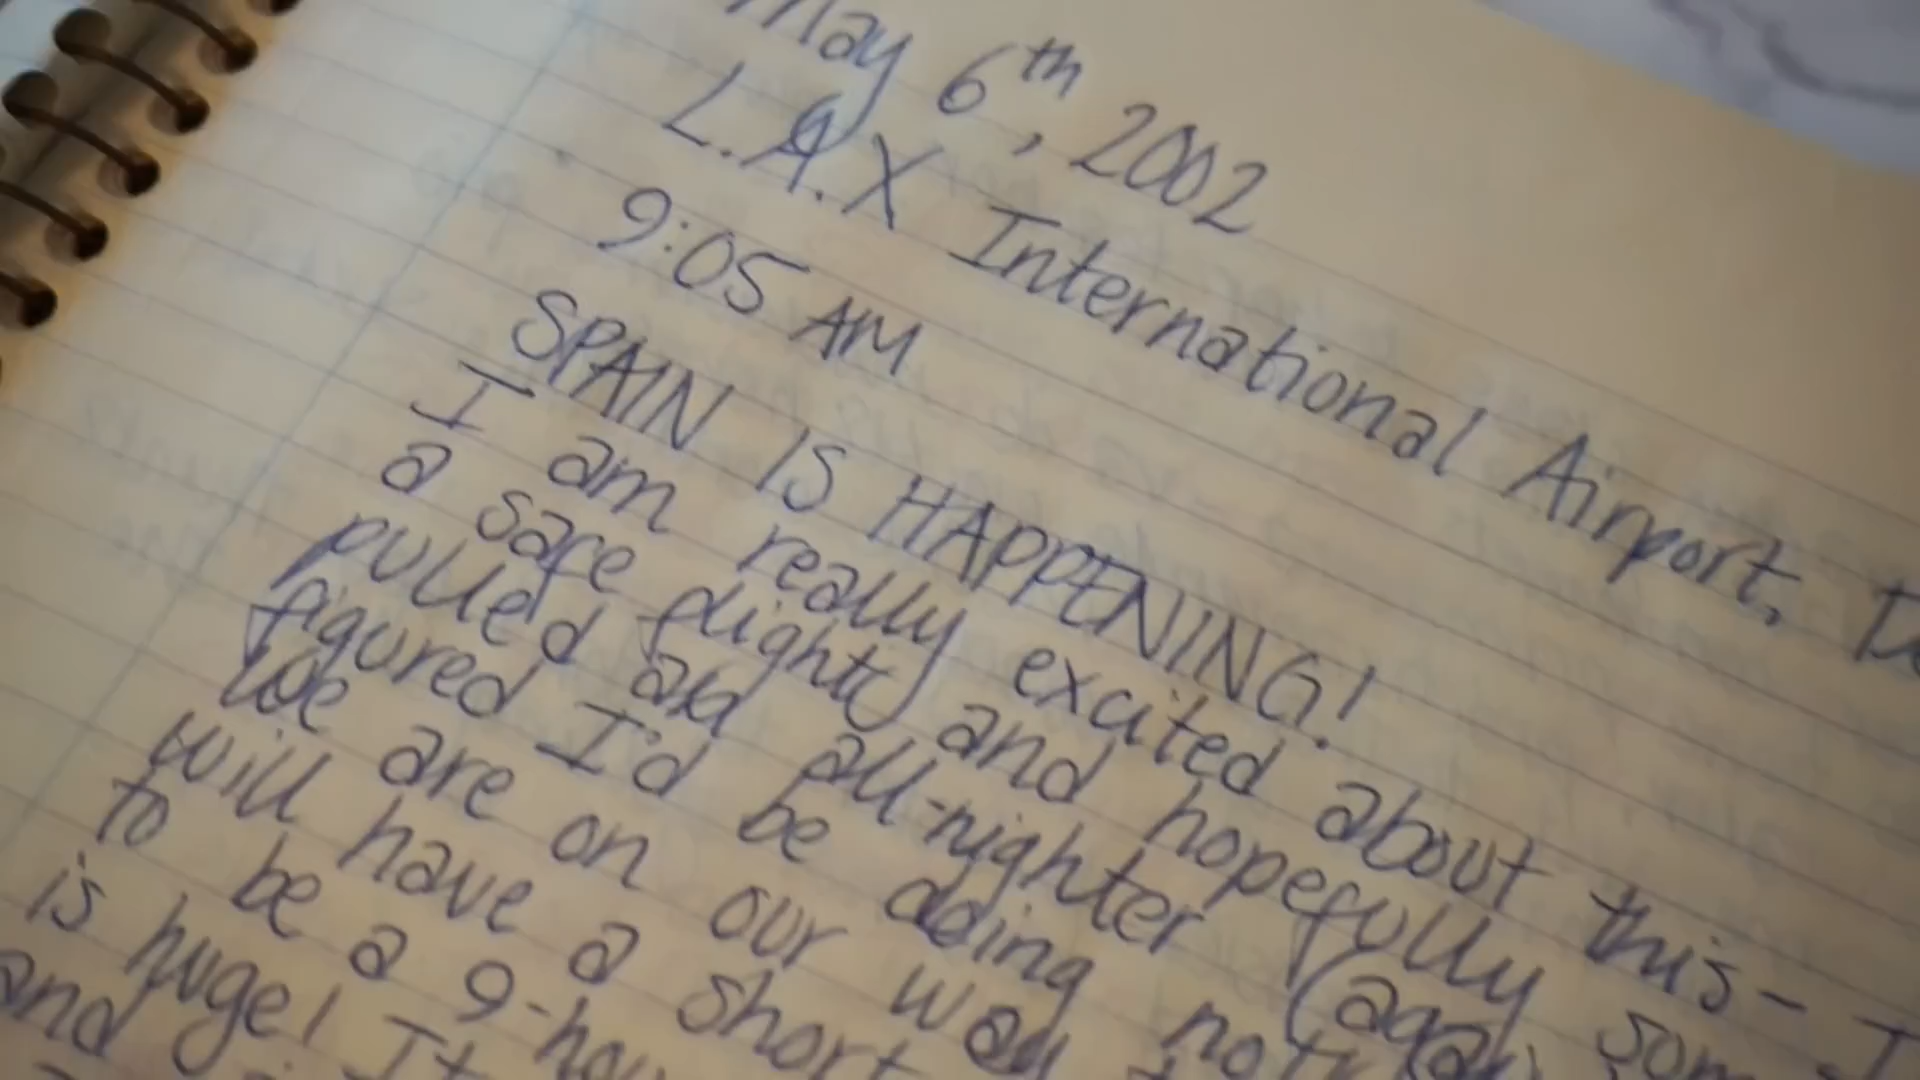 May 6th, 2002
L.A.X International Airport,
9:05 AM
SPAIN IS HAPPENING!
I am really excited about this- I
a safe flight, and hopefully
pulled an all-nighter
figured I'd be doing
We are on our way
will have a short
to be a 9-hou
is huge! It
and